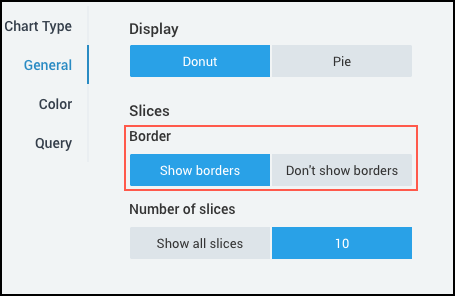 Chart Type
General
Color
Query
Display
Donut Pie
Slices
Border
Show borders Don't show borders
Number of slices
Show all slices 10